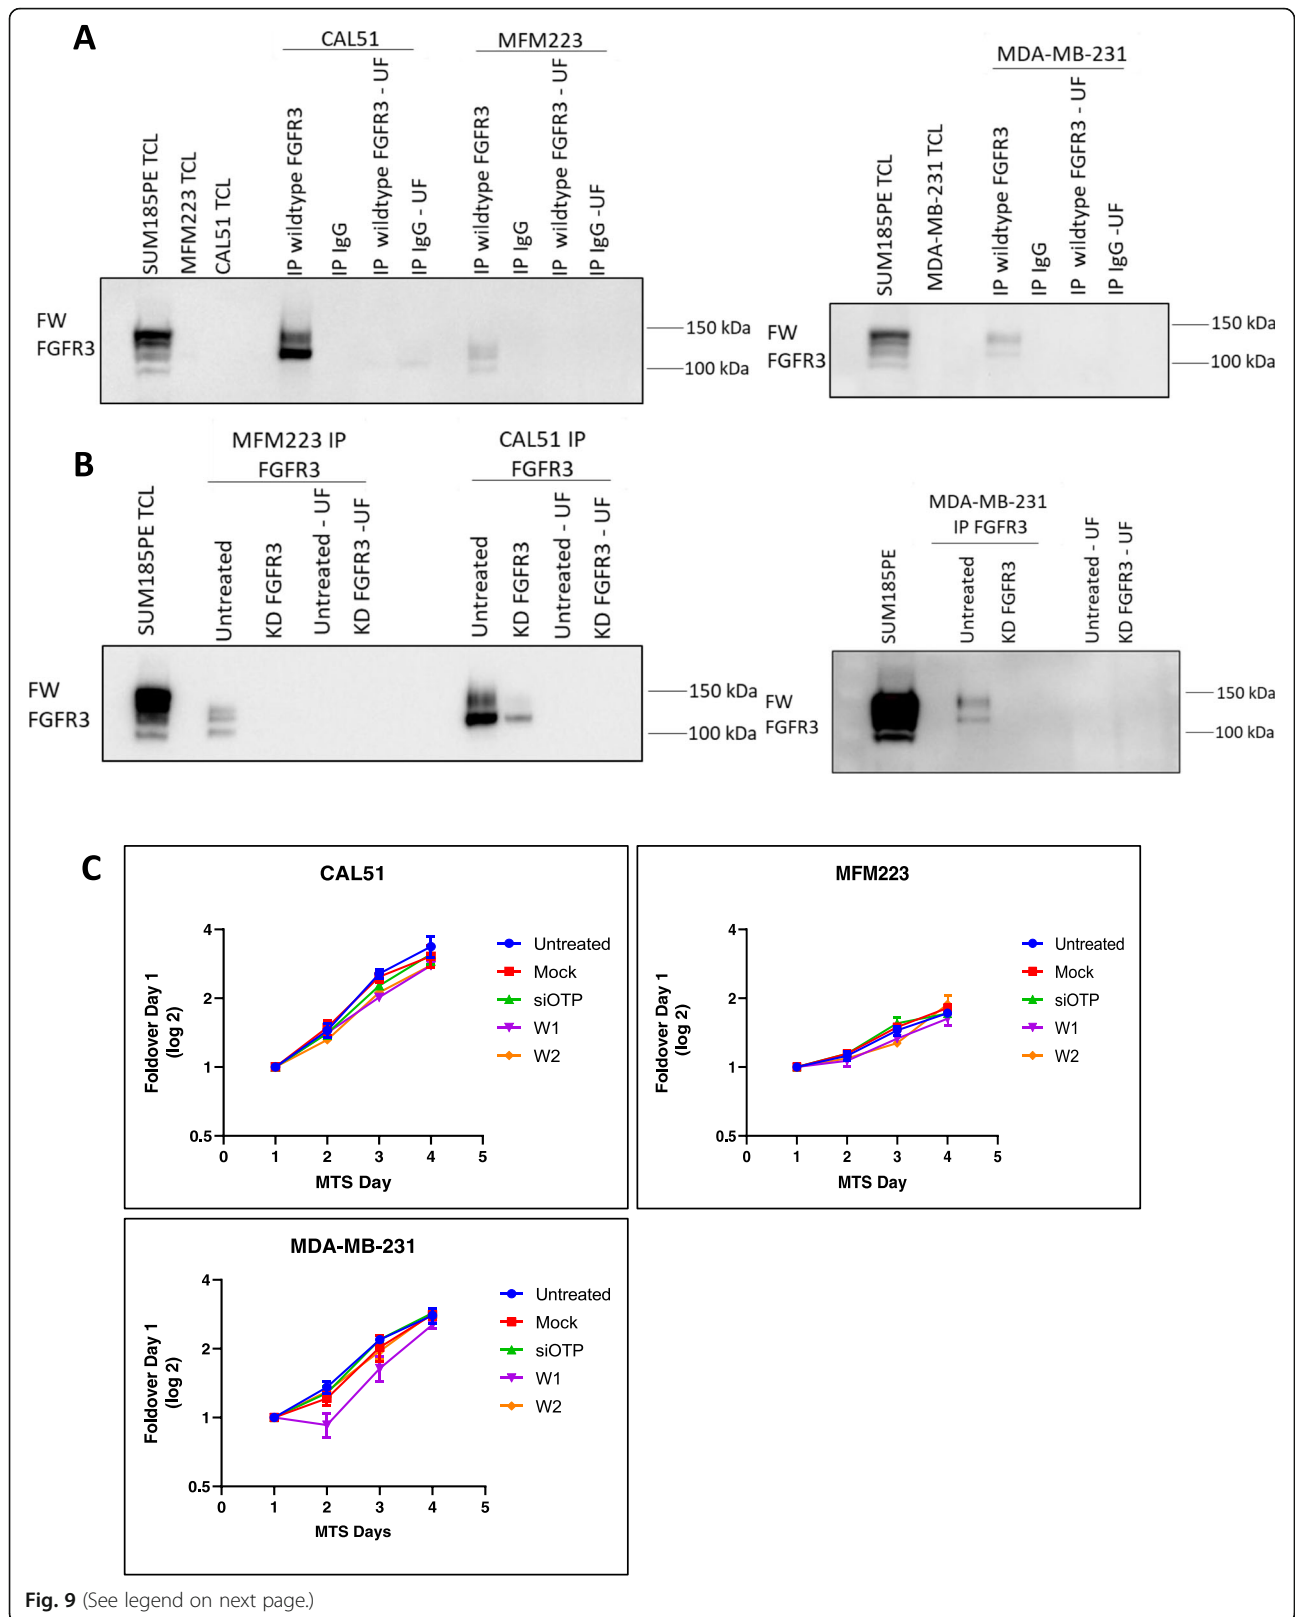 A
CAL51
MFM223
SUM185PE TCL
MFM223 TCL
CAL51 TCL
IP wildtype FGFR3
IP IgG
IP wildtype FGFR3 - UF
IP IgG - UF
IP wildtype FGFR3
IP IgG
IP wildtype FGFR3 - UF
IP IgG -UF
FW
FGFR3
150 kDa
100 kDa
MDA-MB-231
SUM185PE TCL
MDA-MB-231 TCL
IP wildtype FGFR3
IP IgG
IP wildtype FGFR3 - UF
IP IgG -UF
FW
FGFR3
150 kDa
100 kDa
B
MFM223 IP
FGFR3
CAL51 IP
FGFR3
SUM185PE TCL
Untreated
KD FGFR3
Untreated - UF
KD FGFR3 -UF
Untreated
KD FGFR3
Untreated - UF
KD FGFR3 - UF
FW
FGFR3
150 kDa
100 kDa
MDA-MB-231
IP FGFR3
SUM185PE
Untreated
KD FGFR3
Untreated - UF
KD FGFR3 - UF
FW
FGFR3
150 kDa
100 kDa
C
CAL51
Foldover Day 1
(log 2)
4
2
1
0.5
0 1 2 3 4 5
MTS Day
Untreated
Mock
siOTP
W1
W2
MFM223
Foldover Day 1
(log 2)
4
2
1
0.5
0 1 2 3 4 5
MTS Day
Untreated
Mock
siOTP
W1
W2
MDA-MB-231
Foldover Day 1
(log 2)
4
2
1
0.5
0 1 2 3 4 5
MTS Days
Untreated
Mock
siOTP
W1
W2
Fig. 9 (See legend on next page.)